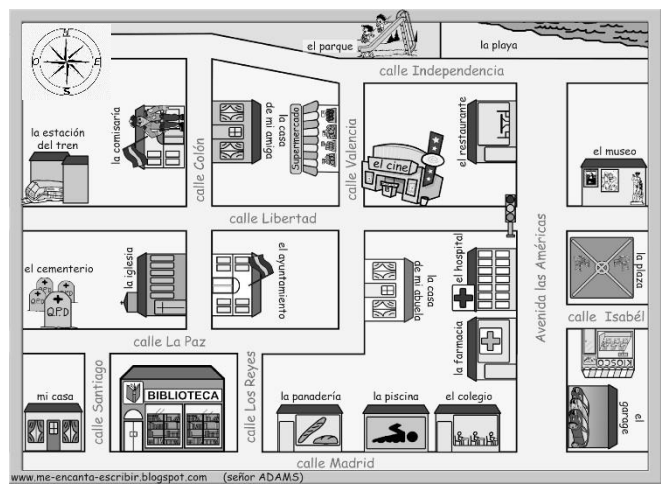 N
O
E
S
el parque
la playa
calle Independencia
la estación
del tren
la comisaría
calle Colón
la casa
de mi amiga
Supermercado
calle Valencia
el cine
el restaurante
el museo
calle Libertad
el cementerio
Q.P.D
Q.P.D
Q.P.D
la iglesia
el ayuntamiento
la casa
de mi abuela
el hospital
Avenida las Américas
la plaza
calle Isabél
calle La Paz
la farmacia
KIOSCO
mi casa
calle Santiago
BIBLIOTECA
calle Los Reyes
la panadería
la piscina
el colegio
el
garage
calle Madrid
www.me-encanta-escribir.blogspot.com (señor ADAMS)